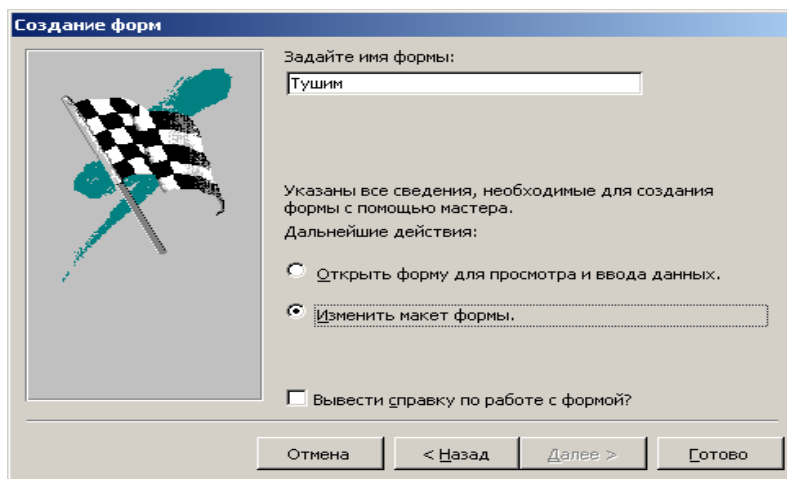 Создание форм
Задайте имя формы:
Тушим
Указаны все сведения, необходимые для создания
формы с помощью мастера.
Дальнейшие действия:
Открыть форму для просмотра и ввода данных.
Изменить макет формы.
Вывести справку по работе с формой?
Отмена
< Назад
Далее >
Готово